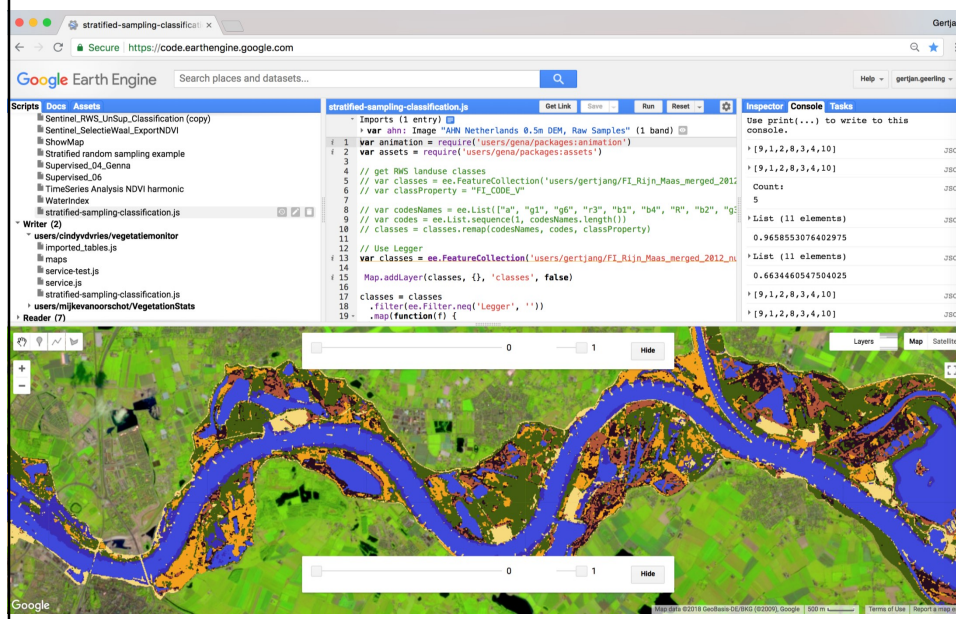 stratified-sampling-classificati ×
Gertja
Secure | https://code.earthengine.google.com
Google Earth Engine
Search places and datasets...
Help
gertjan.geerling
Scripts Docs Assets
Sentinel_RWS_UnSup_Classification (copy)
Sentinel_SelectieWaal_ExportNDVI
ShowMap
Stratified random sampling example
Supervised_04_Genna
Supervised_06
TimeSeries Analysis NDVI harmonic
WaterIndex
stratified-sampling-classification.js
Writer (2)
users/cindyvdvries/vegetatiemonitor
imported_tables.js
maps
service-test.js
service.js
stratified-sampling-classification.js
users/mijkevanoorschot/VegetationStats
Reader (7)
stratified-sampling-classification.js
Get Link Save Run Reset
Imports (1 entry)
var ahn: Image "AHN Netherlands 0.5m DEM, Raw Samples" (1 band)
i 1 var animation = require('users/gena/packages:animation')
i 2 var assets = require('users/gena/packages:assets')
3
4 // get RWS landuse classes
5 // var classes = ee.FeatureCollection('users/gertjang/FI_Rijn_Maas_merged_2012
6 // var classProperty = "FI_CODE_V"
7
8 // var codesNames = ee.List(["a", "g1", "g6", "r3", "b1", "b4", "R", "b2", "g3
9 // var codes = ee.List.sequence(1, codesNames.length())
10 // classes = classes.remap(codesNames, codes, classProperty)
11
12 // Use Legger
i 13 var classes = ee.FeatureCollection('users/gertjang/FI_Rijn_Maas_merged_2012_nu
14
i 15 Map.addLayer(classes, {}, 'classes', false)
16
17 classes = classes
18 .filter(ee.Filter.neq('Legger', ''))
19 .map(function(f) {
Inspector Console Tasks
Use print(...) to write to this
console.
[9,1,2,8,3,4,10] JSO
[9,1,2,8,3,4,10] JSO
Count: JSO
5
List (11 elements) JSO
0.9658553076402975
List (11 elements) JSO
0.6634460547504025
[9,1,2,8,3,4,10] JSO
[9,1,2,8,3,4,10] JSO
0 1 Hide
Layers
Map Satellite
+
−
0 1 Hide
Google
Map data ©2018 GeoBasis-DE/BKG (©2009), Google
500 m
Terms of Use
Report a map e